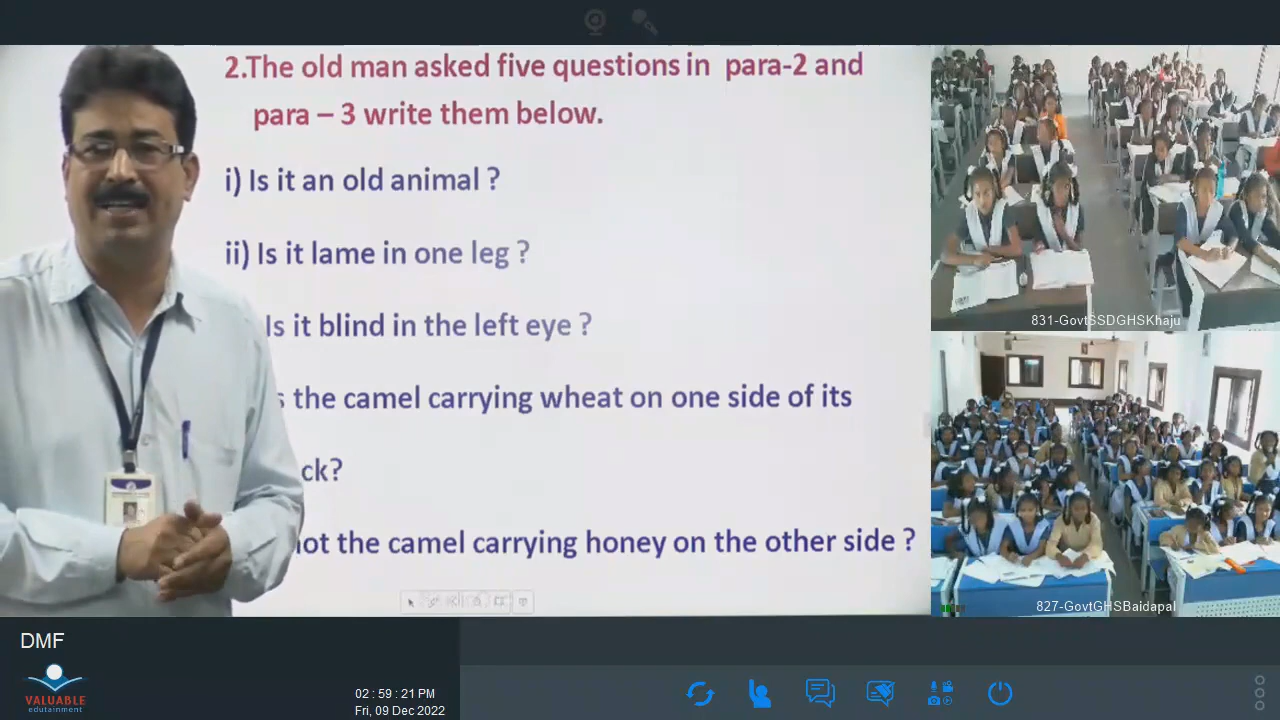 2.The old man asked five questions in para-2 and
para – 3 write them below.
i) Is it an old animal ?
ii) Is it lame in one leg ?
Is it blind in the left eye ?
the camel carrying wheat on one side of its
ck?
the camel carrying honey on the other side ?
831-GovtSSDGHSKhaju
827-GovtGHSBaidapal
DMF
VALUABLE
edutainment
02 : 59 : 21 PM
Fri, 09 Dec 2022